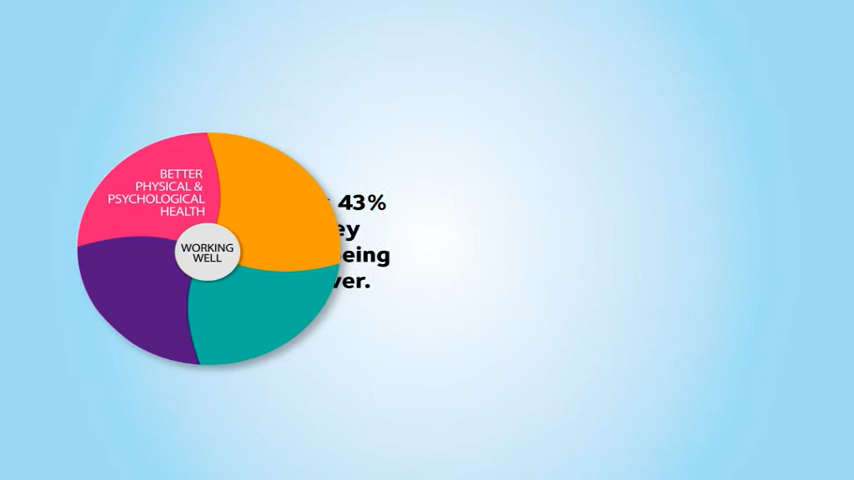 BETTER
PHYSICAL &
PSYCHOLOGICAL
HEALTH
WORKING
WELL
43%